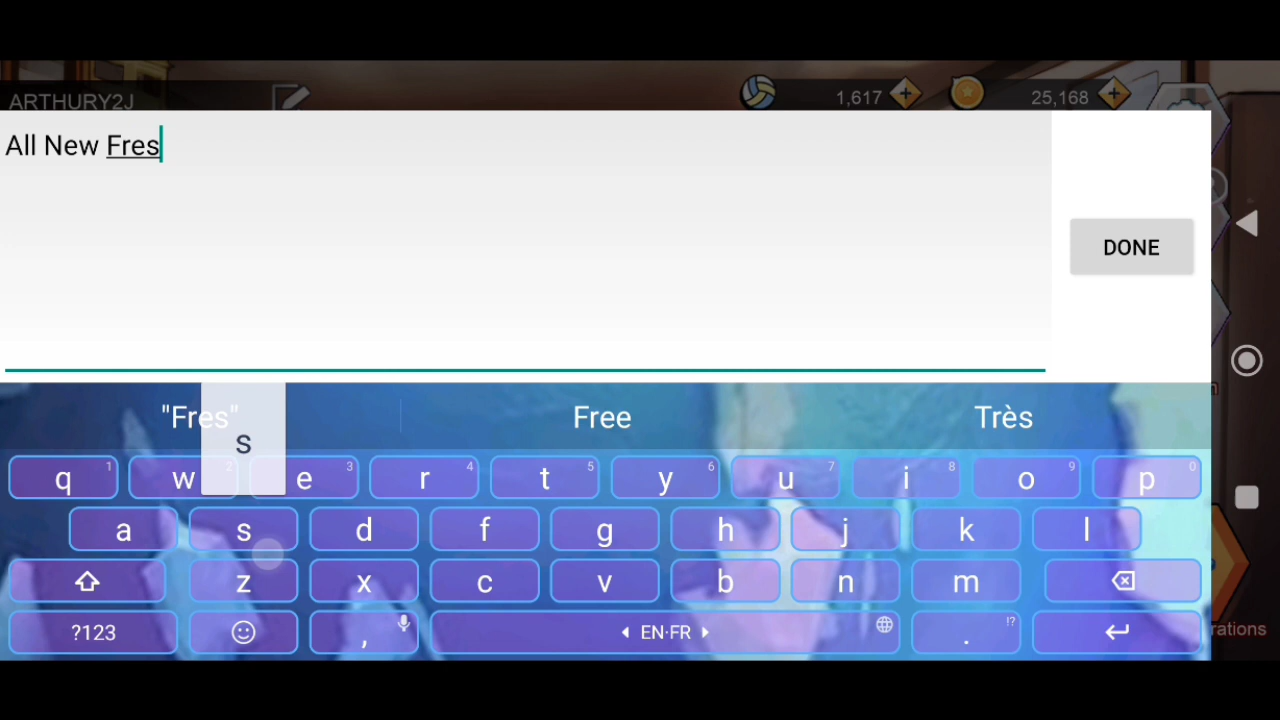 ARTHURY2J
1,617
25,168
All New Fres
DONE
"Fres" Free Très
s
q 1 w 2 e 3 r 4 t 5 y 6 u 7 i 8 o 9 p 0
a s d f g h j k l
z x c v b n m
?123 , EN·FR . !?
rations